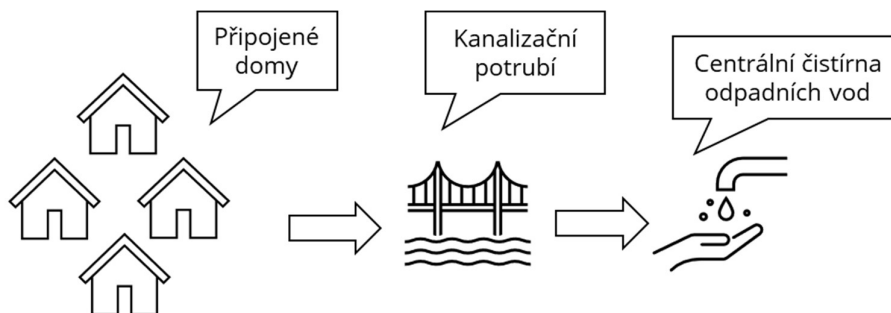 Připojené
domy
Kanalizační
potrubí
Centrální čistírna
odpadních vod